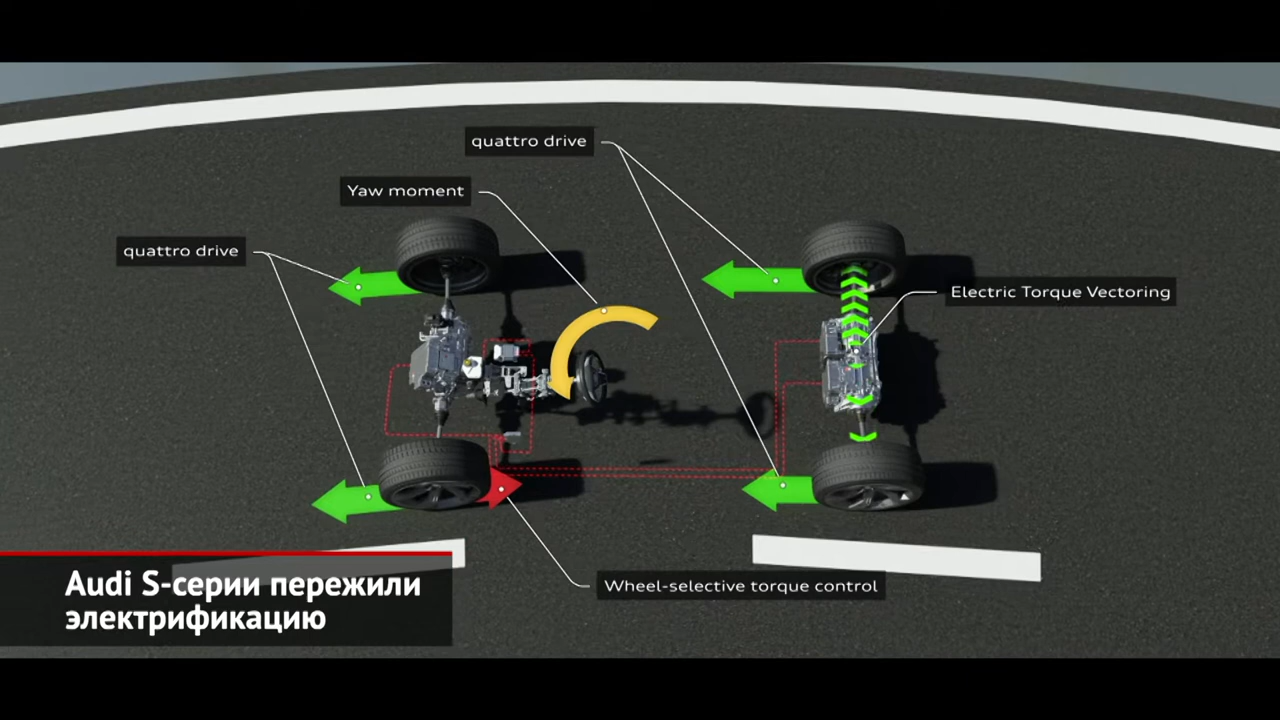 quattro drive
Yaw moment
quattro drive
Electric Torque Vectoring
Wheel-selective torque control
Audi S-серии пережили
электрификацию